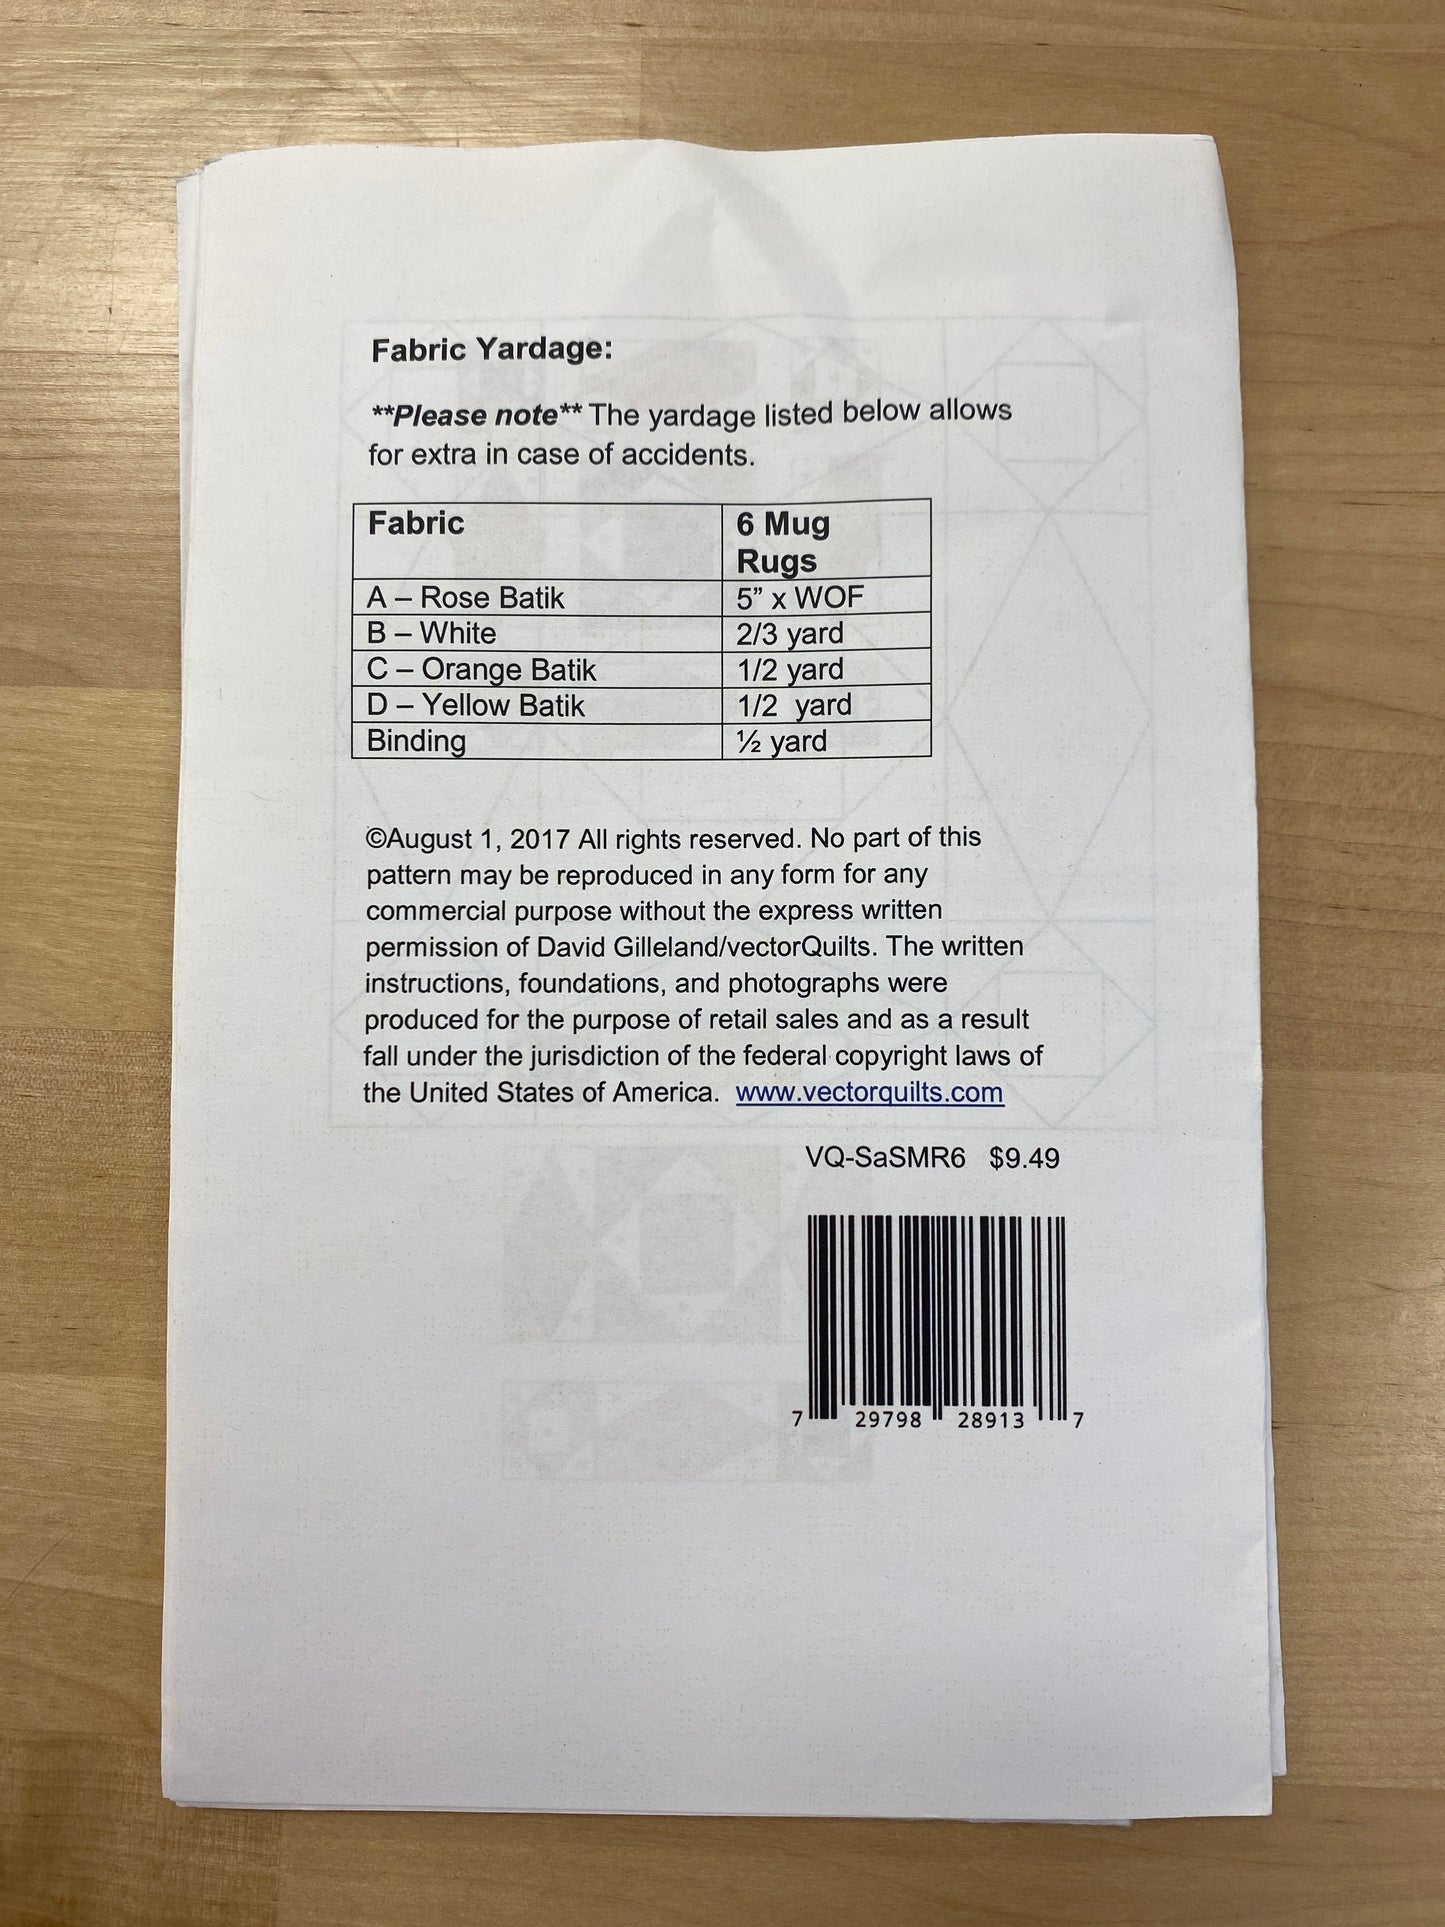 Fabric Yardage:
**Please note** The yardage listed below allows
for extra in case of accidents.
Fabric 6 Mug
Rugs
A – Rose Batik 5” x WOF
B – White 2/3 yard
C – Orange Batik 1/2 yard
D – Yellow Batik 1/2 yard
Binding ½ yard
©August 1, 2017 All rights reserved. No part of this
pattern may be reproduced in any form for any
commercial purpose without the express written
permission of David Gilleland/vectorQuilts. The written
instructions, foundations, and photographs were
produced for the purpose of retail sales and as a result
fall under the jurisdiction of the federal copyright laws of
the United States of America. www.vectorquilts.com
VQ-SaSMR6 $9.49
7 29798 28913 7